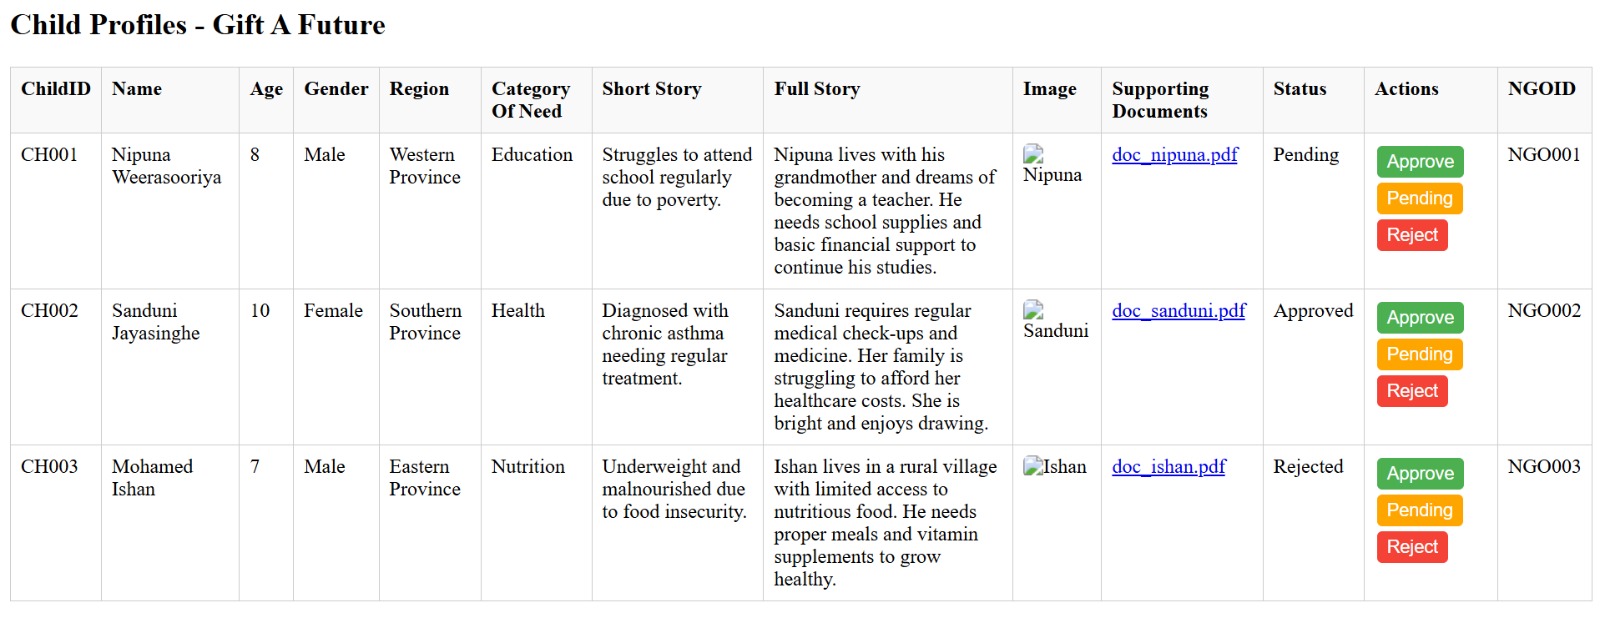 Child Profiles - Gift A Future
ChildID Name Age Gender Region Category Of Need Short Story Full Story Image Supporting Documents Status Actions NGOID
CH001
Nipuna
Weerasooriya
8
Male
Western
Province
Education
Struggles to attend
school regularly
due to poverty.
Nipuna lives with his
grandmother and dreams of
becoming a teacher. He
needs school supplies and
basic financial support to
continue his studies.
Nipuna
doc_nipuna.pdf
Pending
Approve
Pending
Reject
NGO001
CH002
Sanduni
Jayasinghe
10
Female
Southern
Province
Health
Diagnosed with
chronic asthma
needing regular
treatment.
Sanduni requires regular
medical check-ups and
medicine. Her family is
struggling to afford her
healthcare costs. She is
bright and enjoys drawing.
Sanduni
doc_sanduni.pdf
Approved
Approve
Pending
Reject
NGO002
CH003
Mohamed
Ishan
7
Male
Eastern
Province
Nutrition
Underweight and
malnourished due
to food insecurity.
Ishan lives in a rural village
with limited access to
nutritious food. He needs
proper meals and vitamin
supplements to grow
healthy.
Ishan
doc_ishan.pdf
Rejected
Approve
Pending
Reject
NGO003